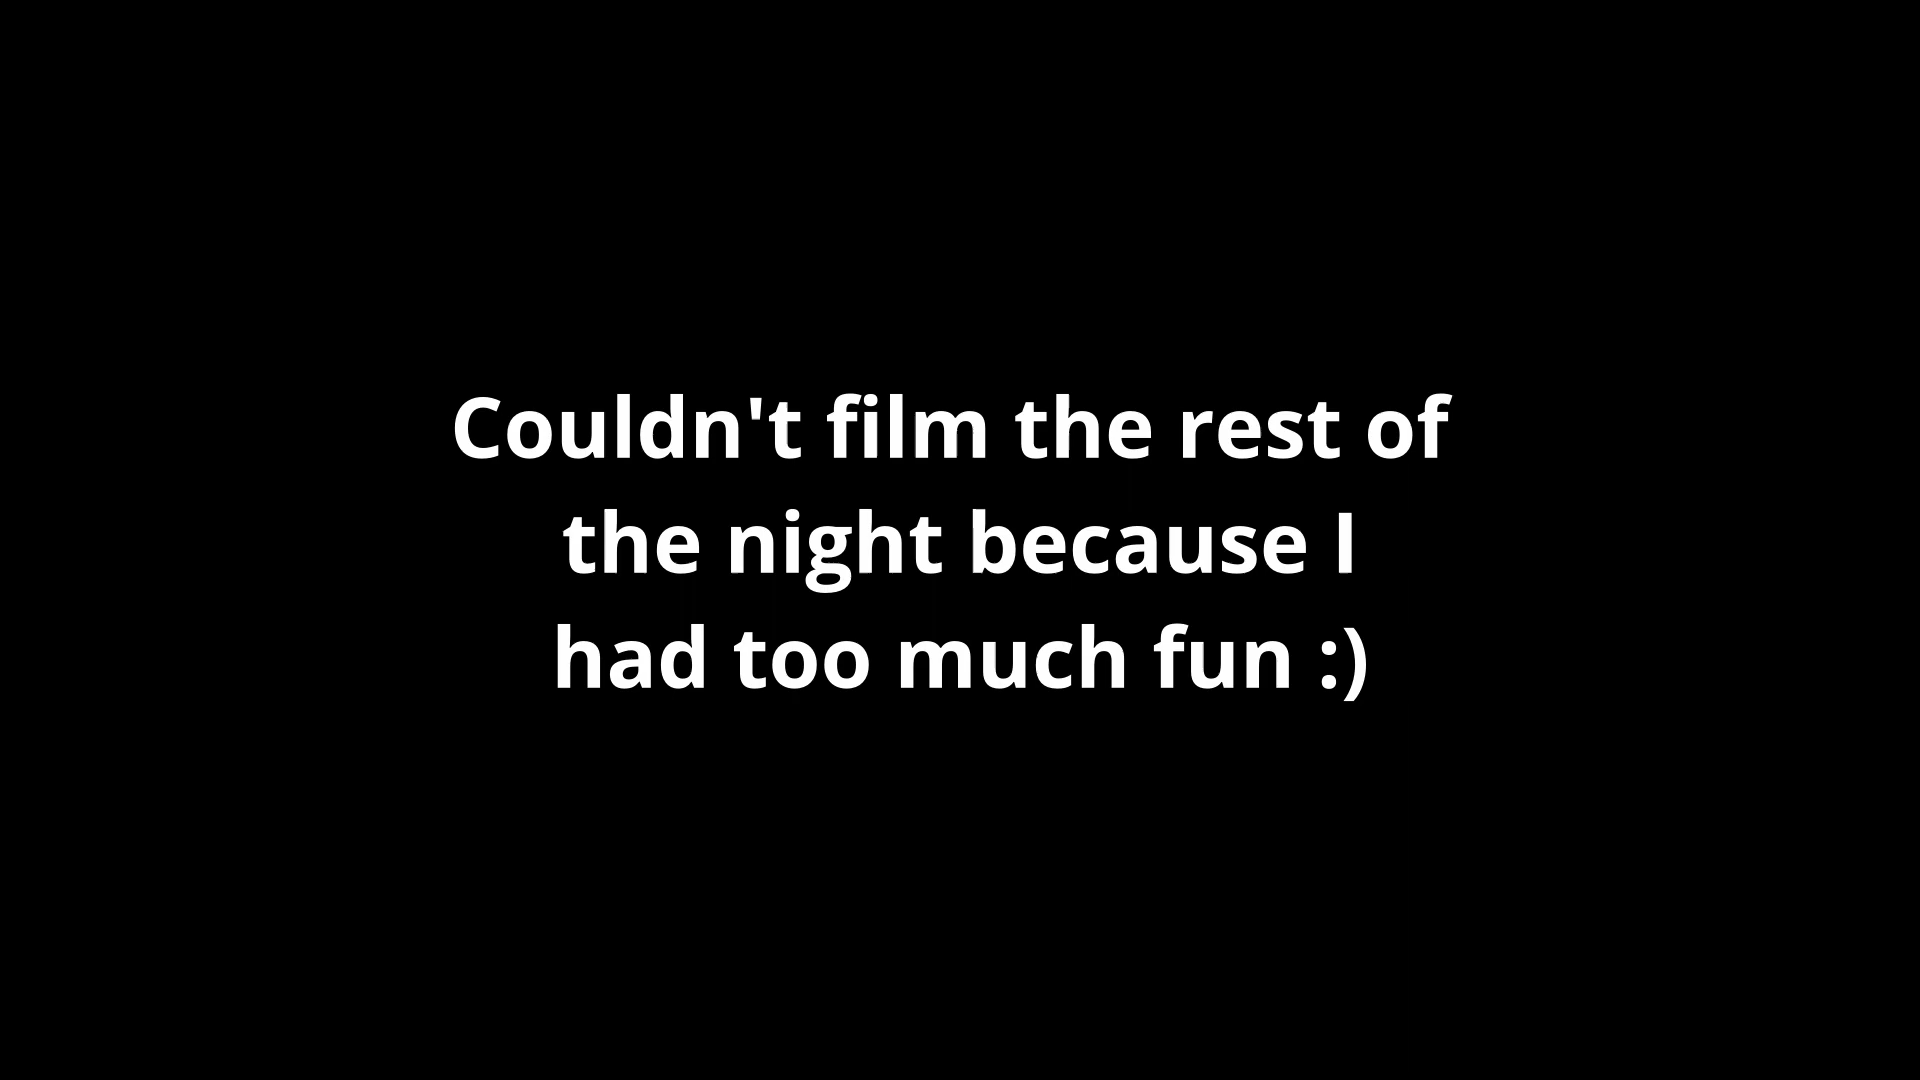 Couldn't film the rest of
the night because I
had too much fun :)